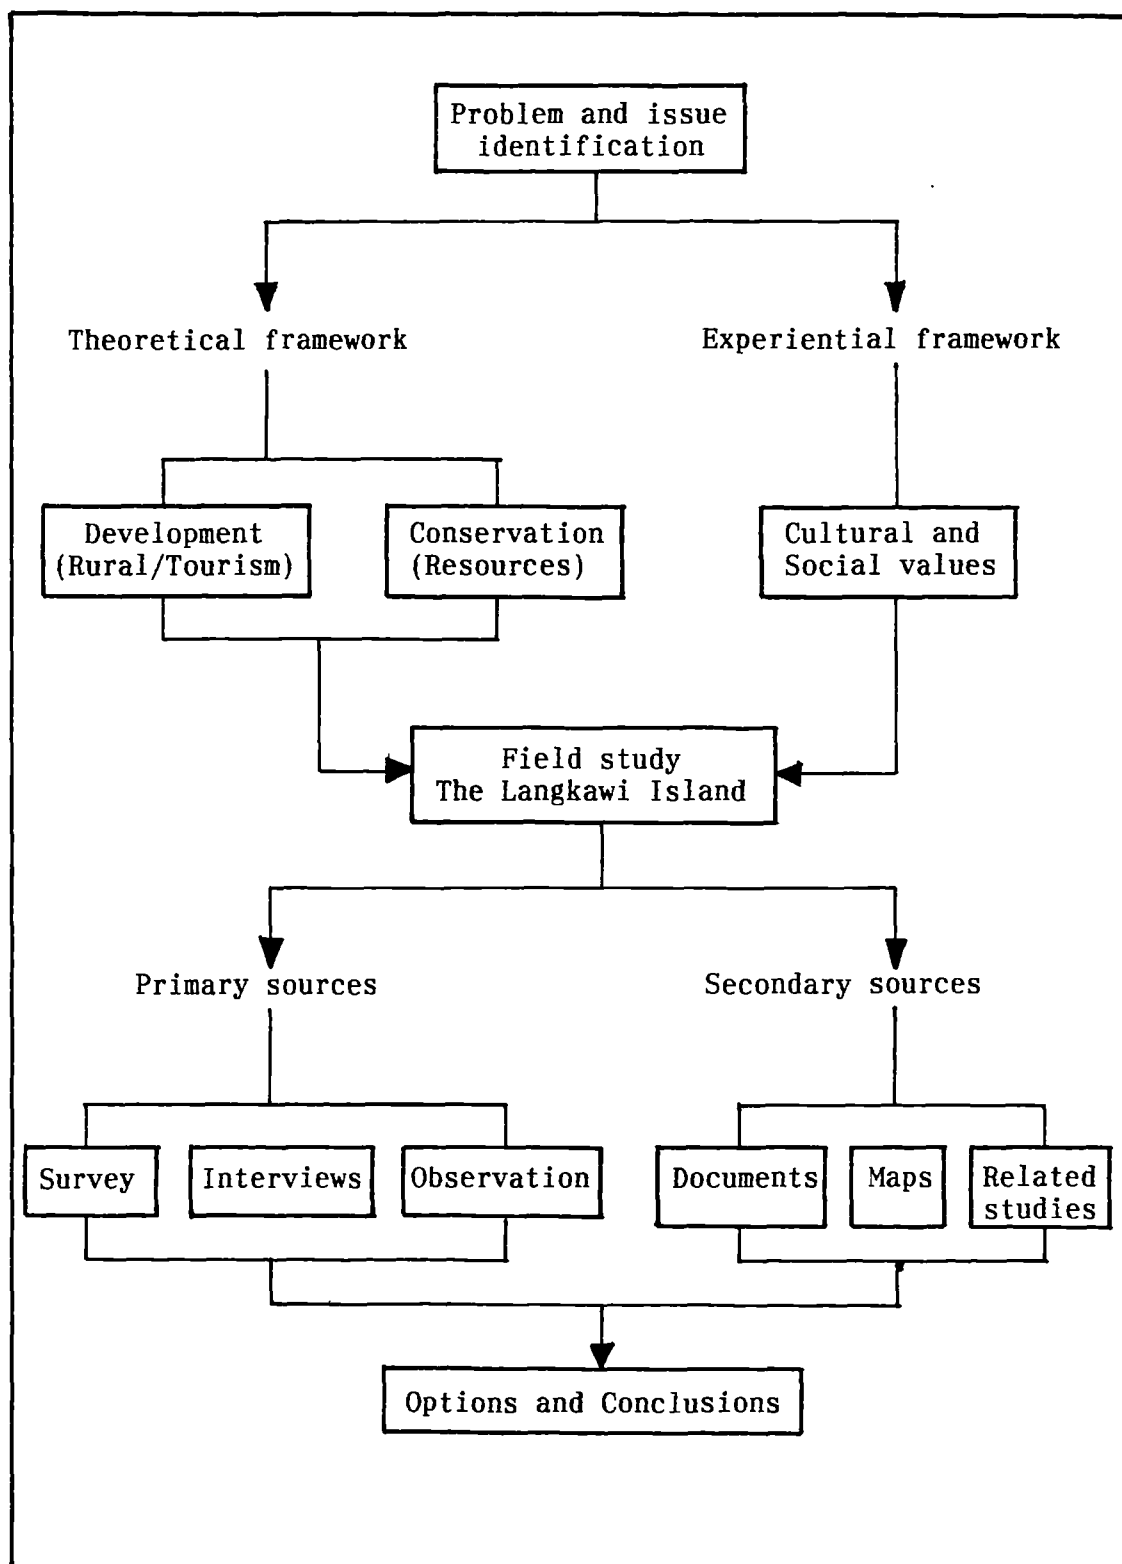 Problem and issue
identification
Theoretical framework
Experiential framework
Development
(Rural/Tourism)
Conservation
(Resources)
Cultural and
Social values
Field study
The Langkawi Island
Primary sources
Secondary sources
Survey
Interviews
Observation
Documents
Maps
Related
studies
Options and Conclusions